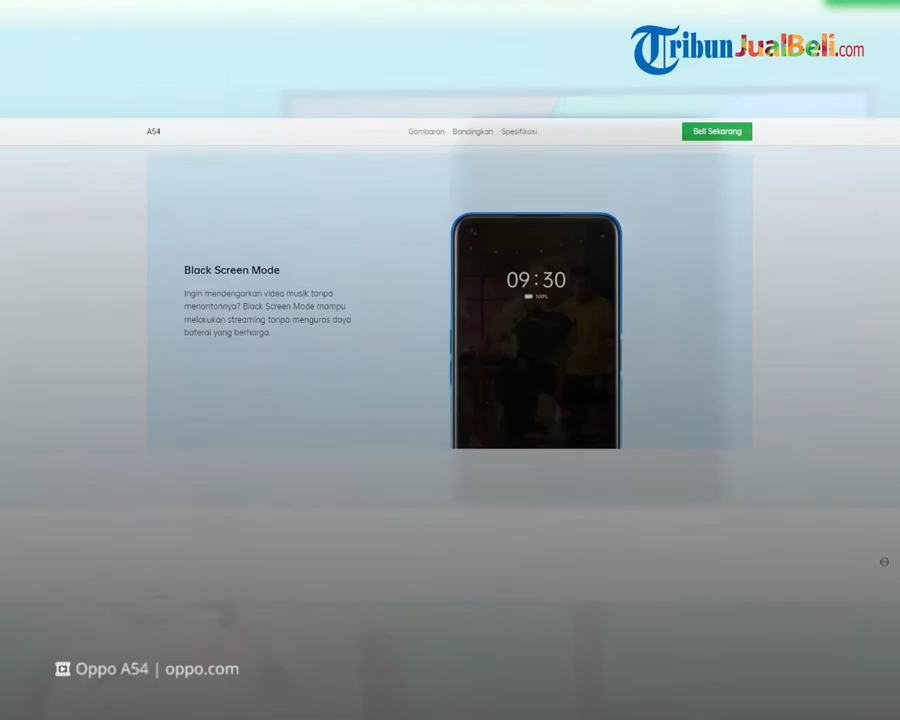 TribunJualBeli.com
A54
Gambaran Bandingkan Spesifikasi
Beli Sekarang
Black Screen Mode
Ingin mendengarkan video musik tanpa
menontonnya? Black Screen Mode mampu
melakukan streaming tanpa menguras daya
baterai yang berharga.
09:30
100%
Oppo A54 | oppo.com